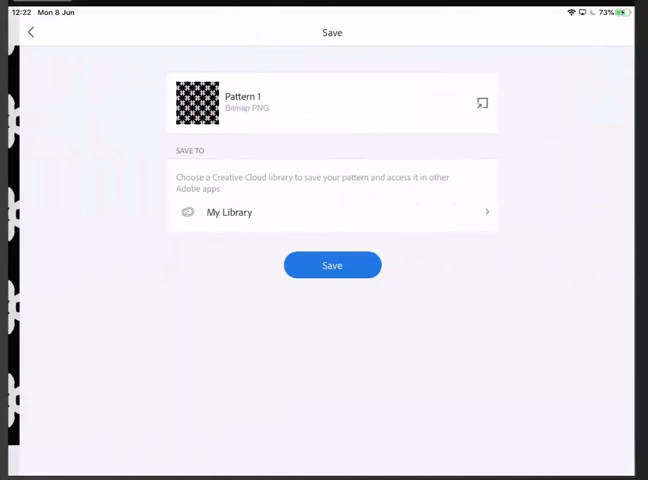 12:22 Mon 8 Jun
73%
Save
Pattern 1
Bitmap PNG
SAVE TO
Choose a Creative Cloud library to save your pattern and access it in other
Adobe apps.
My Library
Save